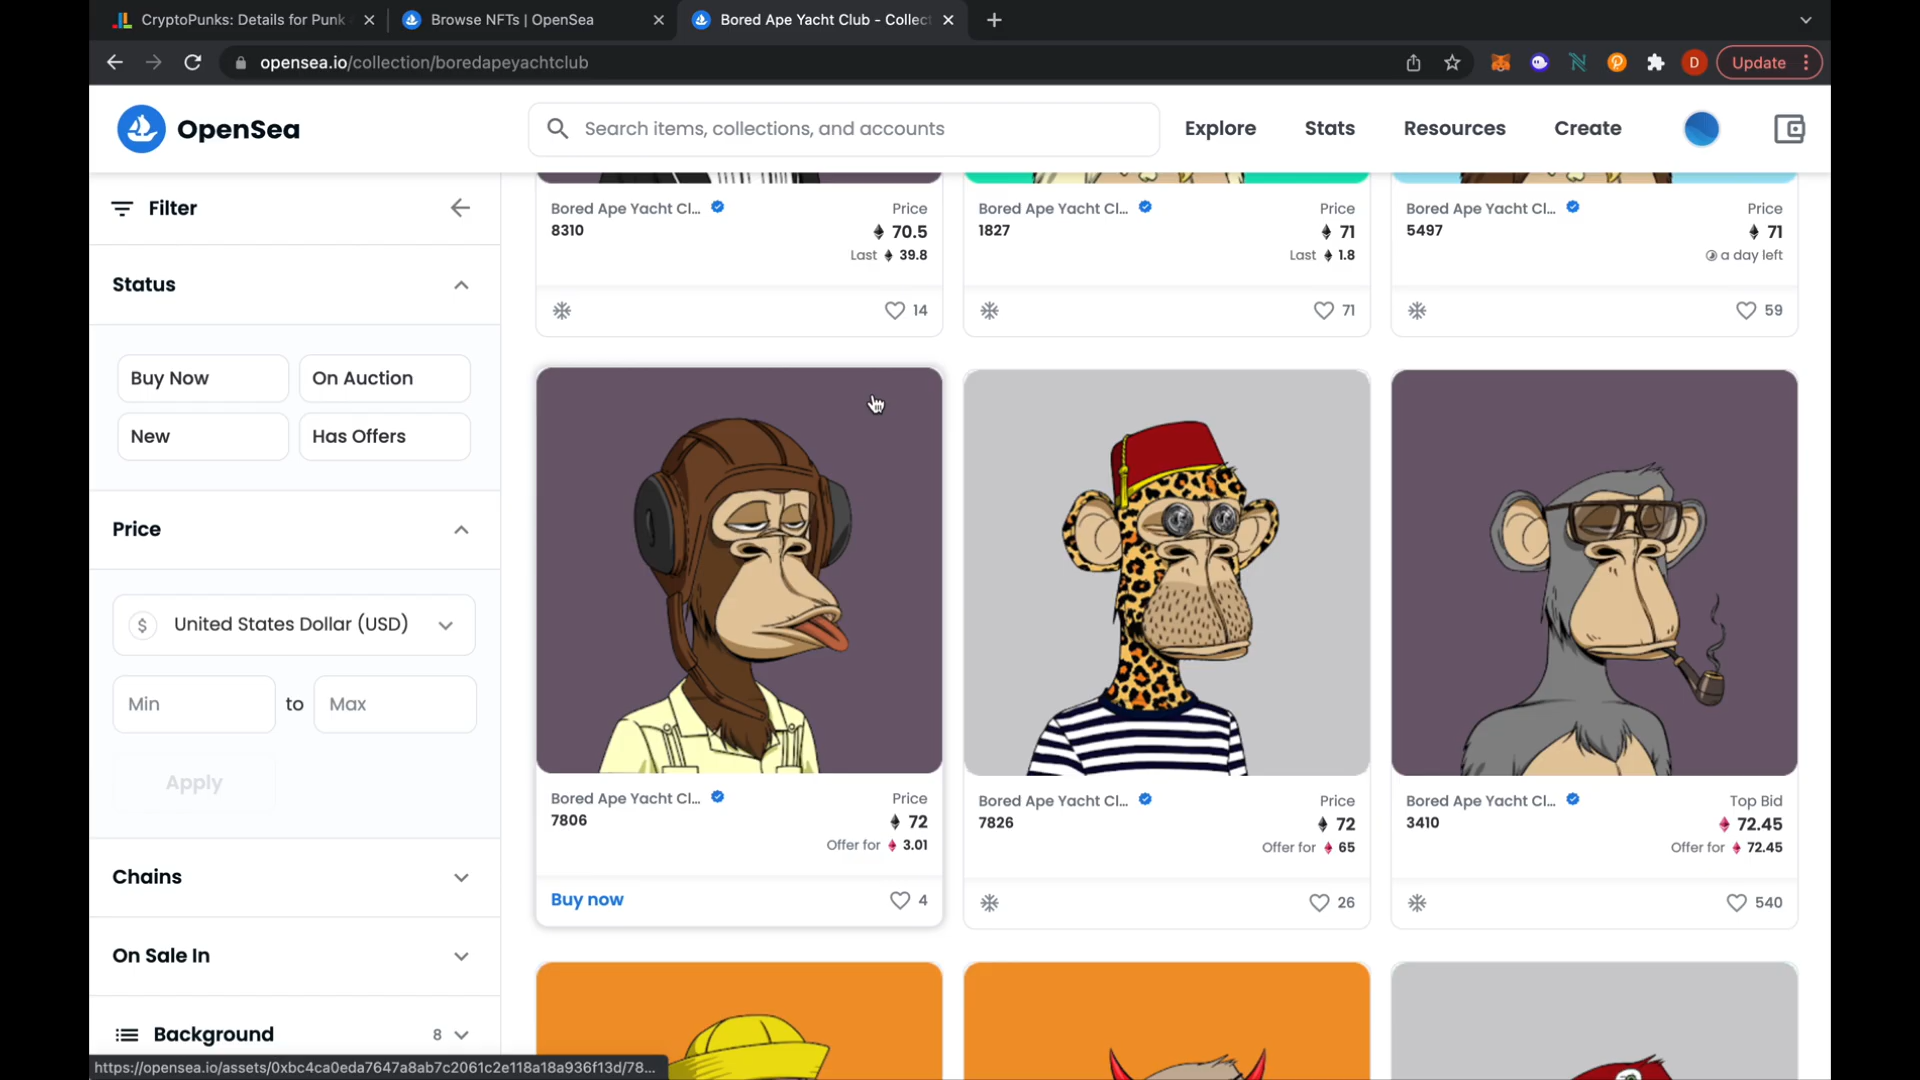 CryptoPunks: Details for Punk
Browse NFTs | OpenSea
Bored Ape Yacht Club - Collect
opensea.io/collection/boredapeyachtclub
D
Update
OpenSea
Search items, collections, and accounts
Explore
Stats
Resources
Create
Filter
Status
Buy Now
On Auction
New
Has Offers
Price
$ United States Dollar (USD)
Min
to
Max
Apply
Chains
On Sale In
Background 8
Bored Ape Yacht Cl... Price
8310 70.5
Last 39.8
14
Bored Ape Yacht Cl... Price
1827 71
Last 1.8
71
Bored Ape Yacht Cl... Price
5497 71
a day left
59
Bored Ape Yacht Cl... Price
7806 72
Offer for 3.01
Buy now 4
Bored Ape Yacht Cl... Price
7826 72
Offer for 65
26
Bored Ape Yacht Cl... Top Bid
3410 72.45
Offer for 72.45
540
https://opensea.io/assets/0xbc4ca0eda7647a8ab7c2061c2e118a18a936f13d/78...